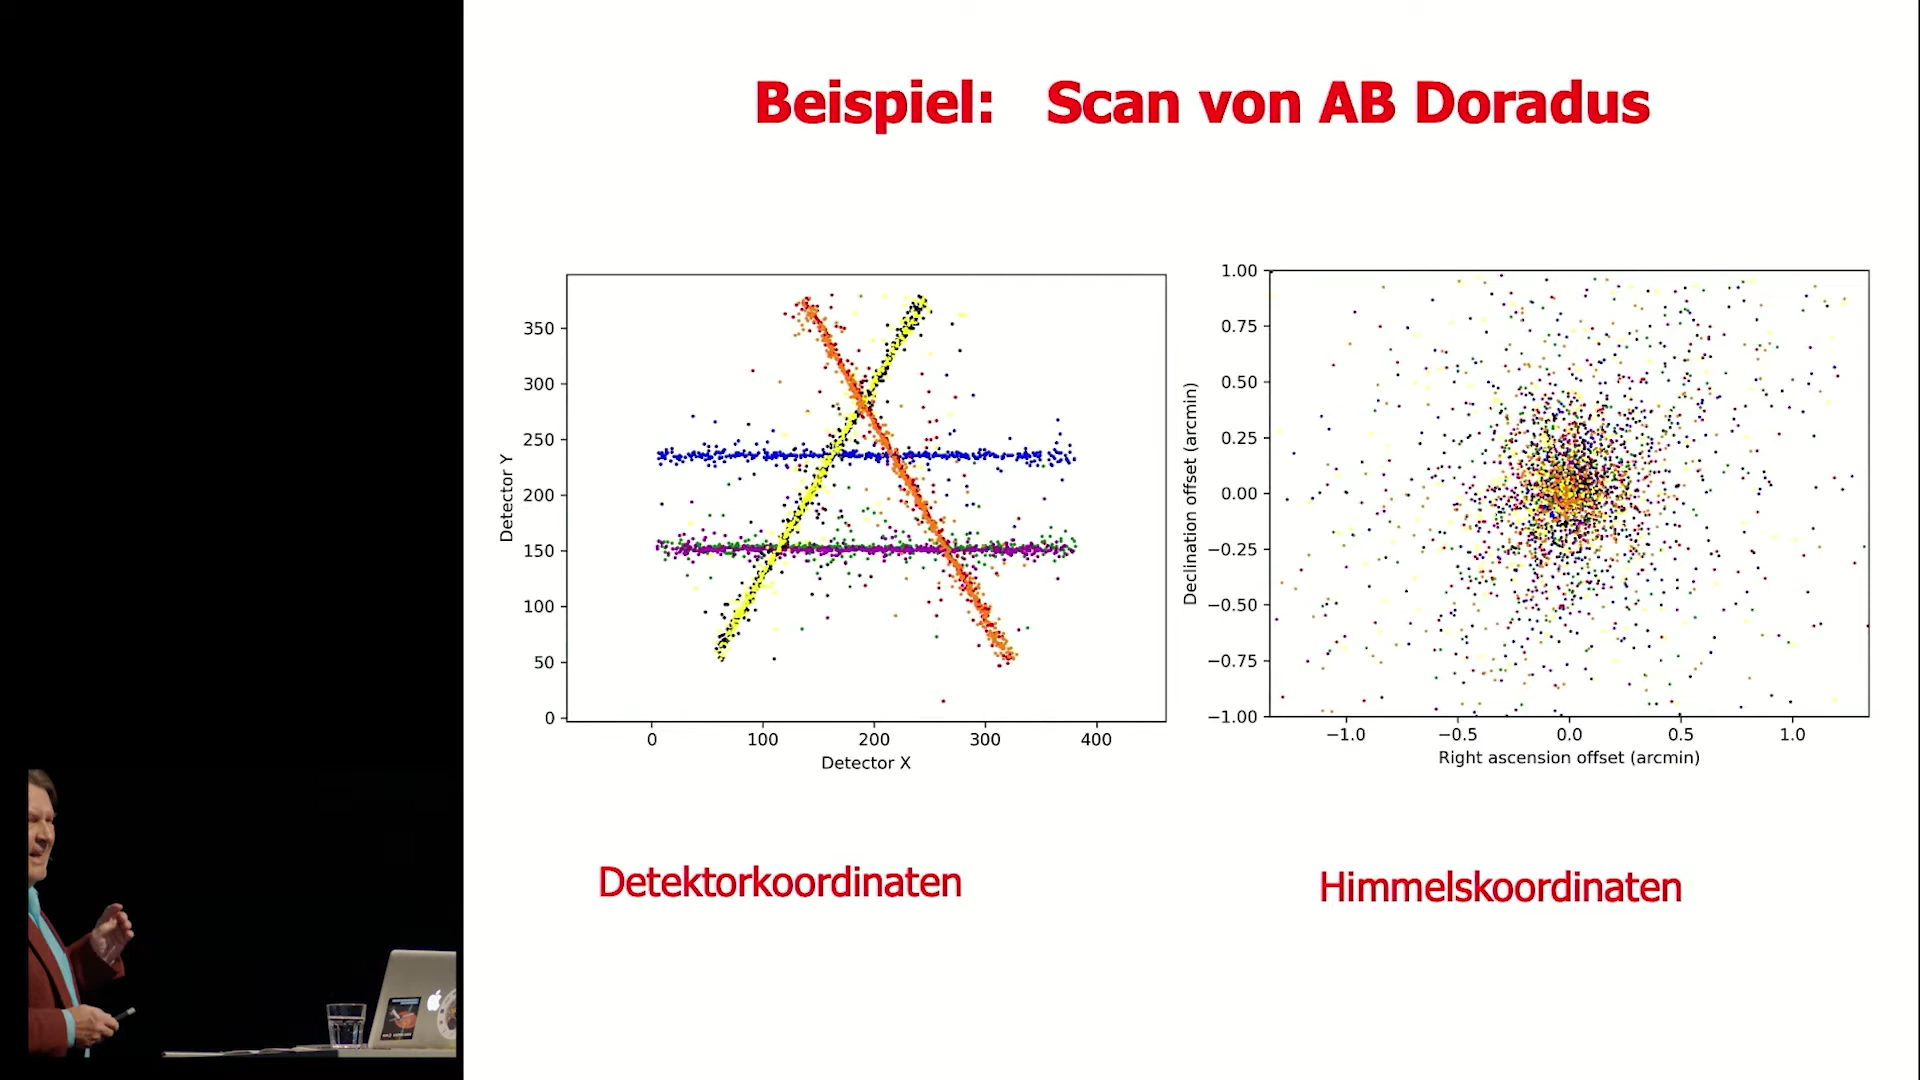 Beispiel: Scan von AB Doradus
350
300
250
200
150
100
50
0
Detector Y
0 100 200 300 400
Detector X
1.00
0.75
0.50
0.25
0.00
−0.25
−0.50
−0.75
−1.00
Declination offset (arcmin)
−1.0 −0.5 0.0 0.5 1.0
Right ascension offset (arcmin)
Detektorkoordinaten
Himmelskoordinaten